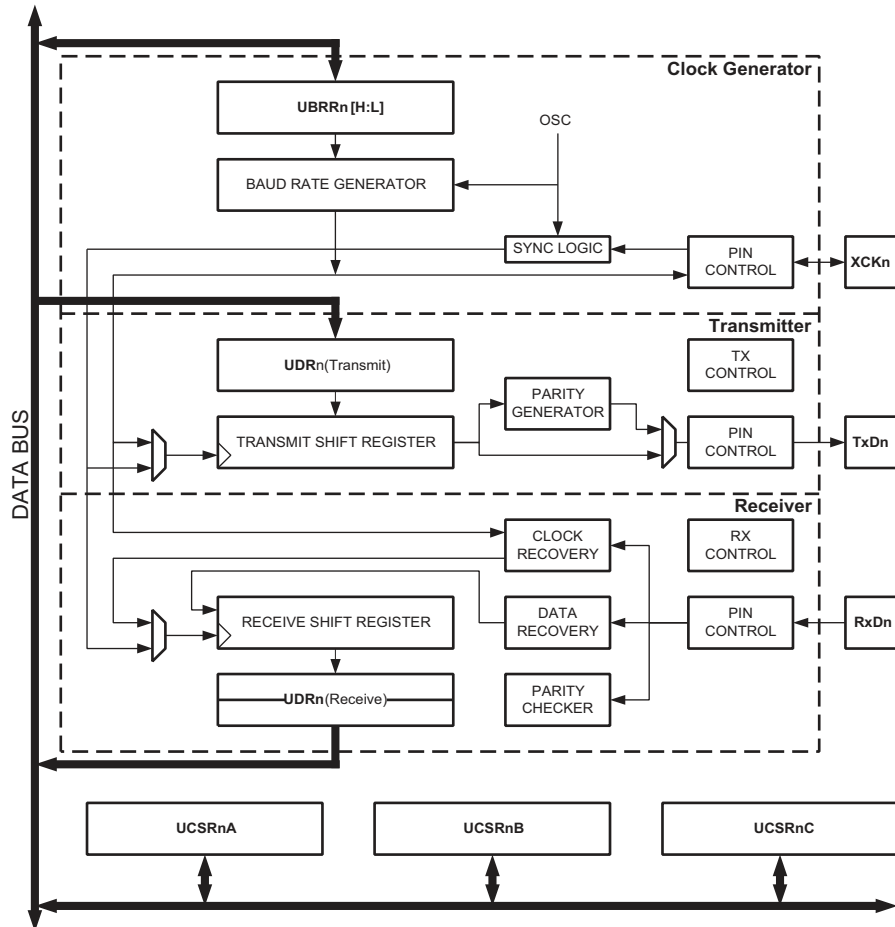 Clock Generator
UBRRn [H:L]
OSC
BAUD RATE GENERATOR
SYNC LOGIC
PIN
CONTROL
XCKn
Transmitter
UDRn(Transmit)
TX
CONTROL
PARITY
GENERATOR
TRANSMIT SHIFT REGISTER
PIN
CONTROL
TxDn
DATA BUS
Receiver
CLOCK
RECOVERY
RX
CONTROL
RECEIVE SHIFT REGISTER
DATA
RECOVERY
PIN
CONTROL
RxDn
UDRn(Receive)
PARITY
CHECKER
UCSRnA
UCSRnB
UCSRnC